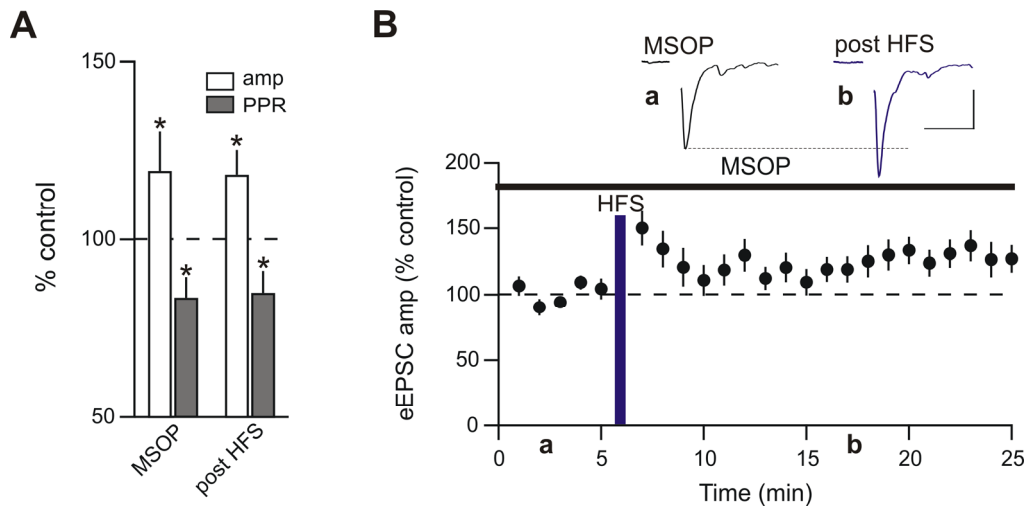 A
% control
150
100
50
amp
PPR
*
*
*
*
MSOP
post HFS
B
MSOP
post HFS
a
b
MSOP
HFS
eEPSC amp (% control)
200
150
100
50
0
a
b
0
5
10
15
20
25
Time (min)